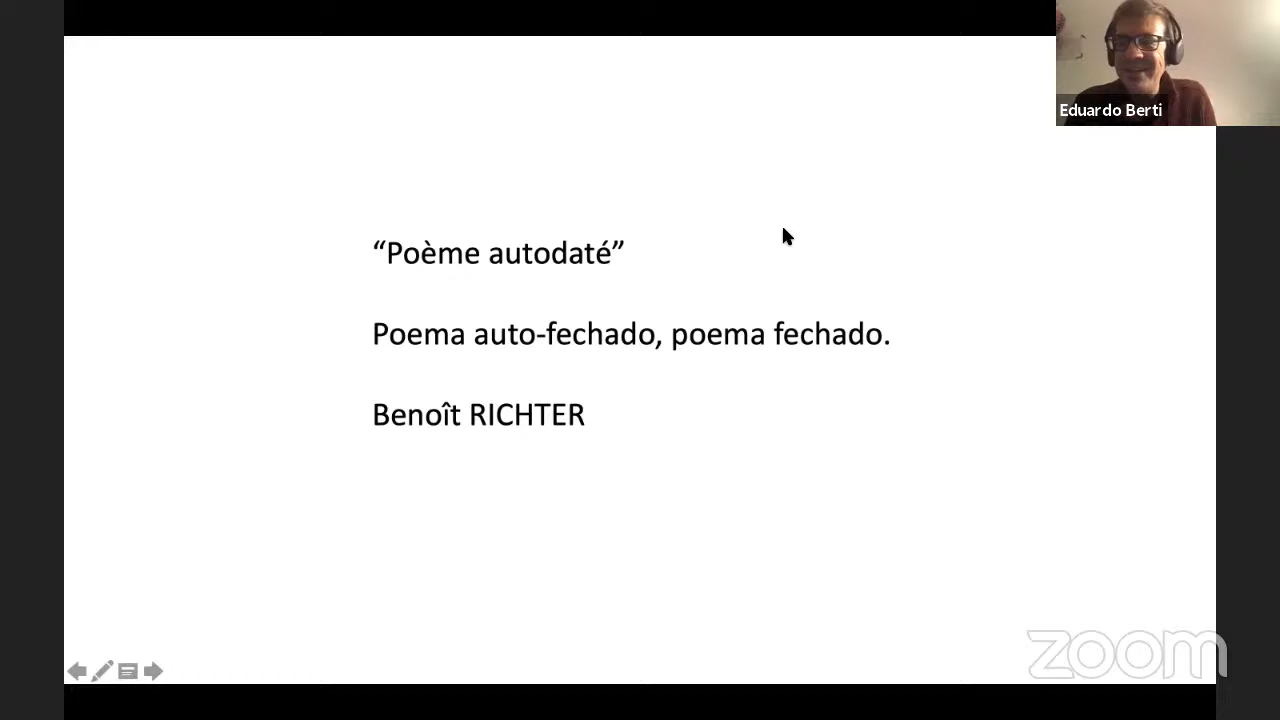 Eduardo Berti
“Poème autodaté”
Poema auto-fechado, poema fechado.
Benoît RICHTER
zoom